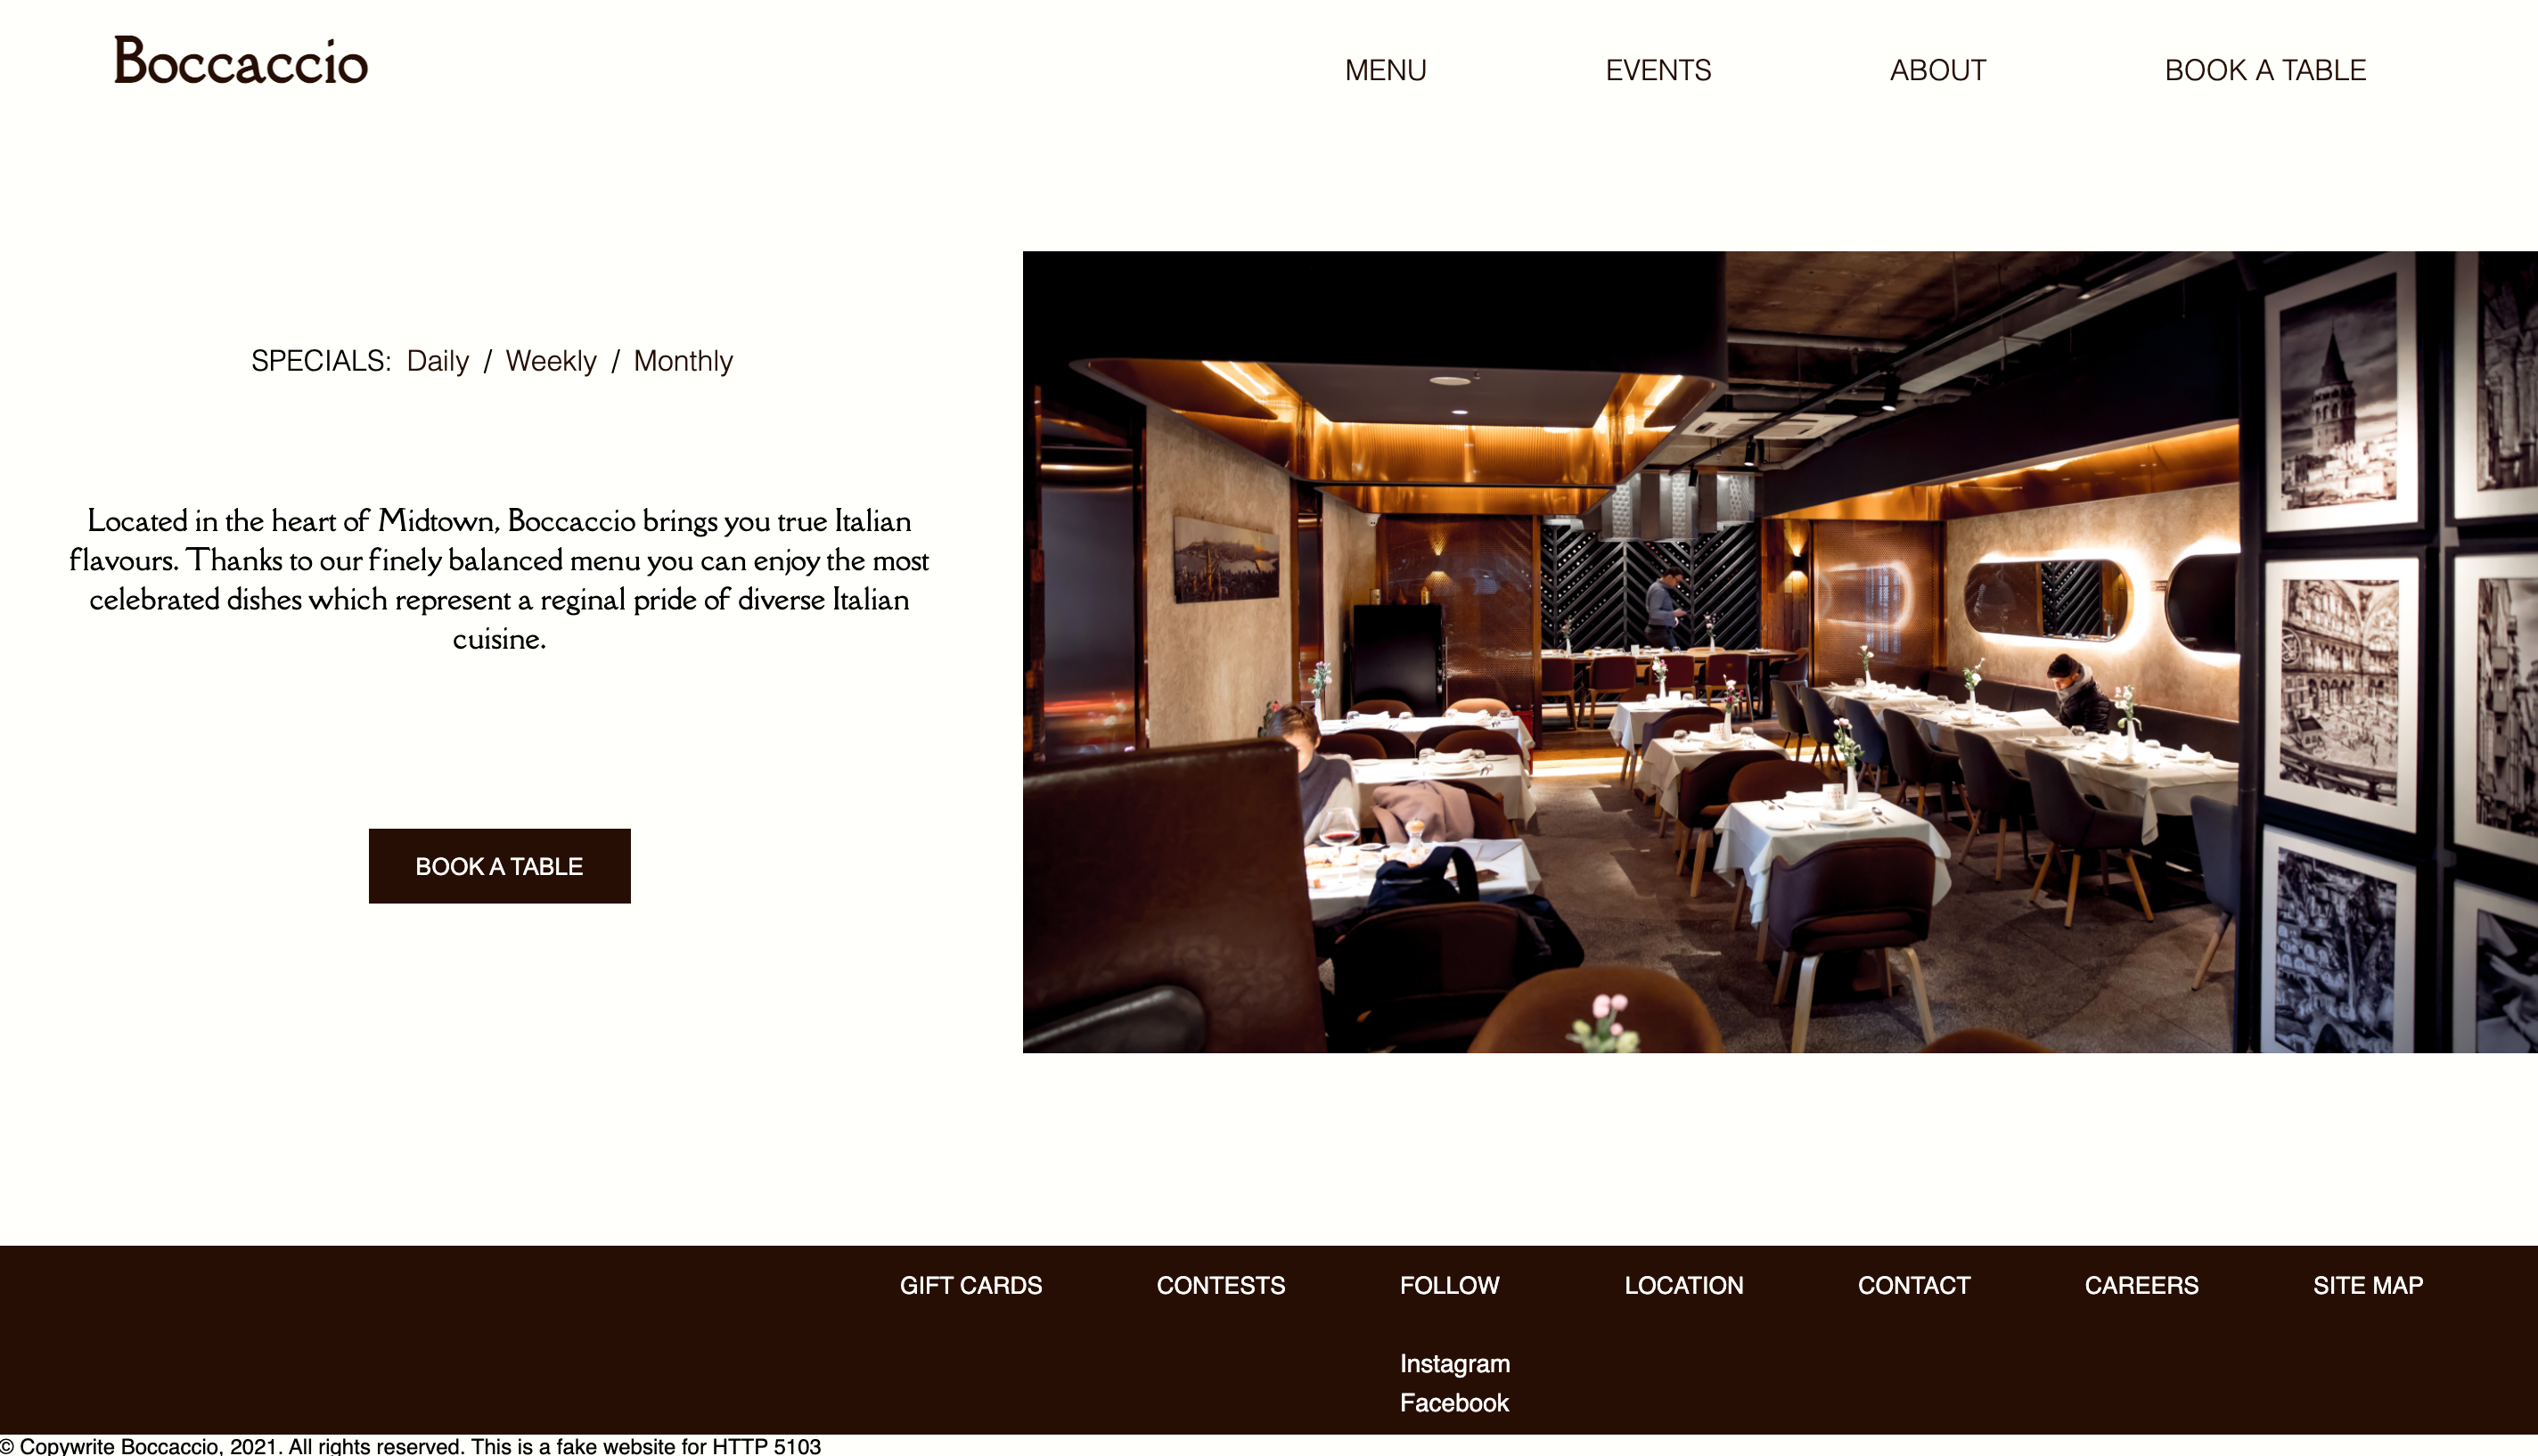 Boccaccio
MENU EVENTS ABOUT BOOK A TABLE
SPECIALS: Daily / Weekly / Monthly
Located in the heart of Midtown, Boccaccio brings you true Italian
flavours. Thanks to our finely balanced menu you can enjoy the most
celebrated dishes which represent a reginal pride of diverse Italian
cuisine.
BOOK A TABLE
GIFT CARDS CONTESTS FOLLOW LOCATION CONTACT CAREERS SITE MAP
Instagram
Facebook
© Copywrite Boccaccio, 2021. All rights reserved. This is a fake website for HTTP 5103